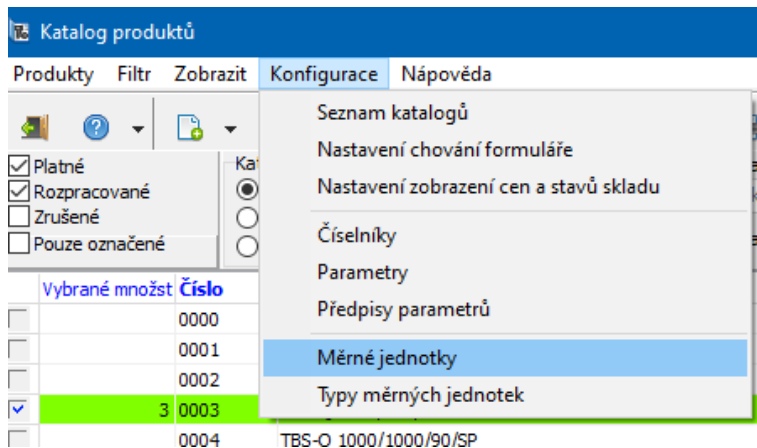 Katalog produktů
Produkty Filtr Zobrazit Konfigurace Nápověda
Seznam katalogů
Nastavení chování formuláře
Nastavení zobrazení cen a stavů skladu
Číselníky
Parametry
Předpisy parametrů
Měrné jednotky
Typy měrných jednotek
Platné
Rozpracované
Zrušené
Pouze označené
Kat
Vybrané množst Číslo
0000
0001
0002
3 0003
0004 TBS-Q 1000/1000/90/SP